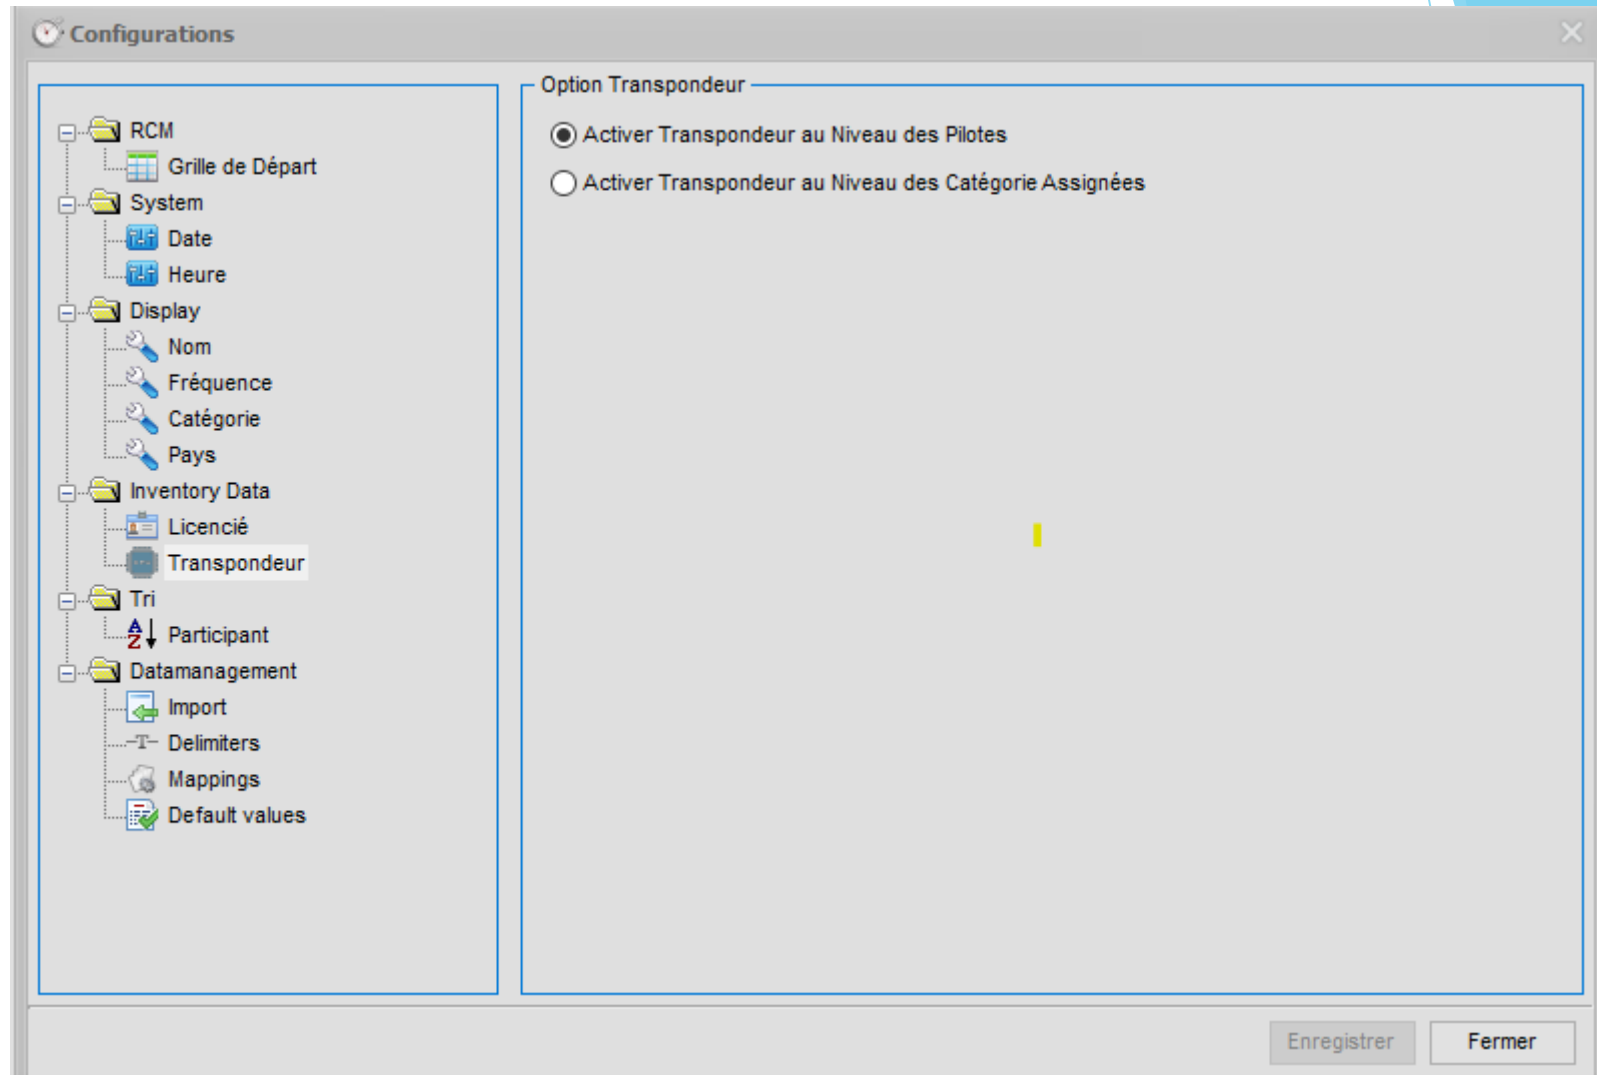 Configurations
RCM
Grille de Départ
System
Date
Heure
Display
Nom
Fréquence
Catégorie
Pays
Inventory Data
Licencié
Transpondeur
Tri
Participant
Datamanagement
Import
Delimiters
Mappings
Default values
Option Transpondeur
Activer Transpondeur au Niveau des Pilotes
Activer Transpondeur au Niveau des Catégorie Assignées
Enregistrer
Fermer